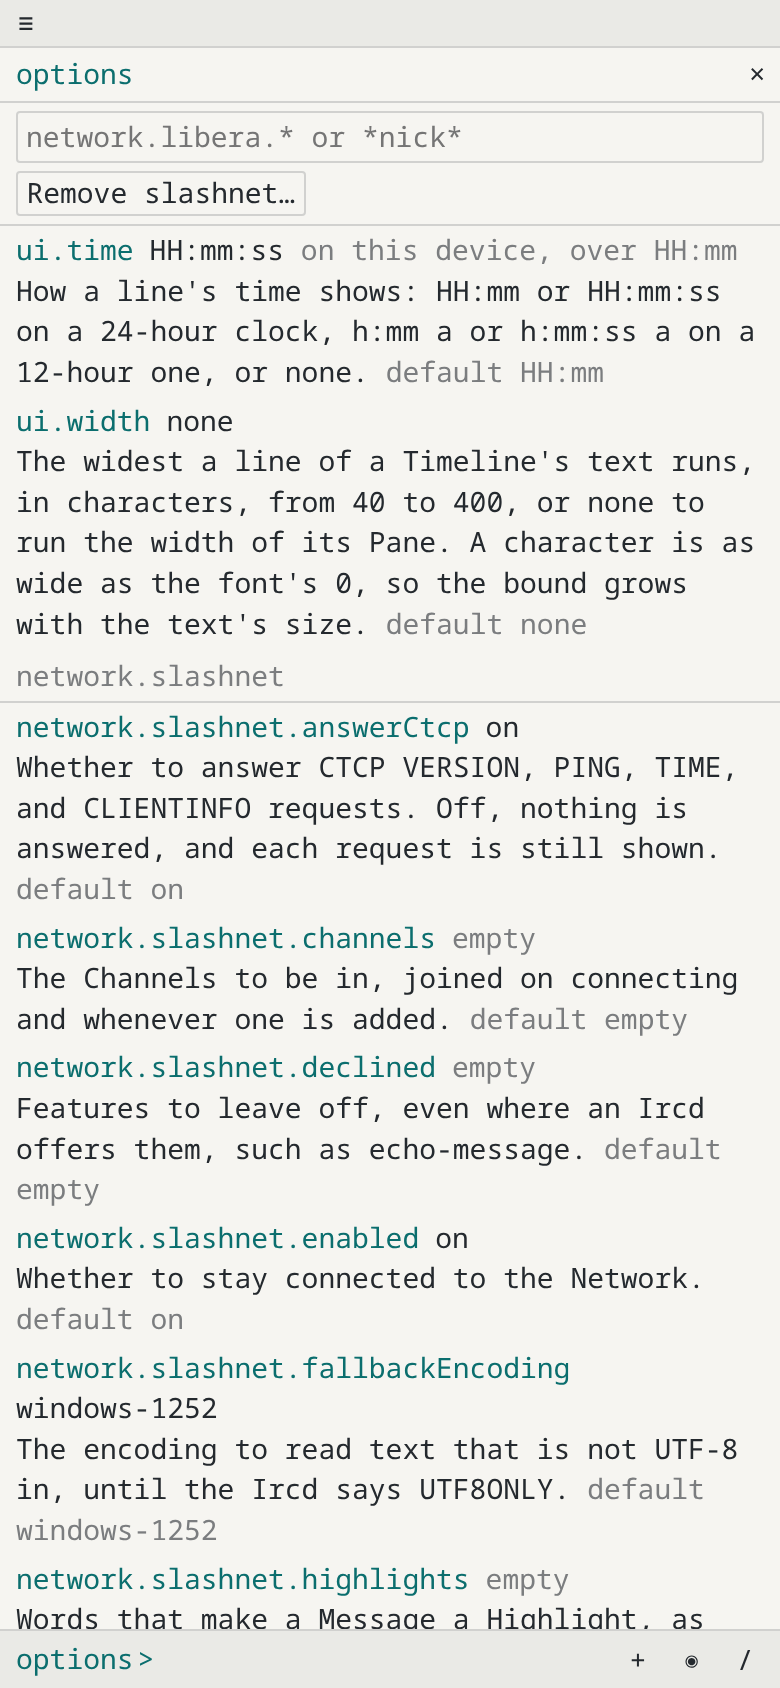 ≡
options ×
network.libera.* or *nick*
Remove slashnet…
ui.time HH:mm:ss on this device, over HH:mm
How a line's time shows: HH:mm or HH:mm:ss
on a 24-hour clock, h:mm a or h:mm:ss a on a
12-hour one, or none. default HH:mm
ui.width none
The widest a line of a Timeline's text runs,
in characters, from 40 to 400, or none to
run the width of its Pane. A character is as
wide as the font's 0, so the bound grows
with the text's size. default none
network.slashnet
network.slashnet.answerCtcp on
Whether to answer CTCP VERSION, PING, TIME,
and CLIENTINFO requests. Off, nothing is
answered, and each request is still shown.
default on
network.slashnet.channels empty
The Channels to be in, joined on connecting
and whenever one is added. default empty
network.slashnet.declined empty
Features to leave off, even where an Ircd
offers them, such as echo-message. default
empty
network.slashnet.enabled on
Whether to stay connected to the Network.
default on
network.slashnet.fallbackEncoding
windows-1252
The encoding to read text that is not UTF-8
in, until the Ircd says UTF8ONLY. default
windows-1252
network.slashnet.highlights empty
Words that make a Message a Highlight, as
options> + ◉ /